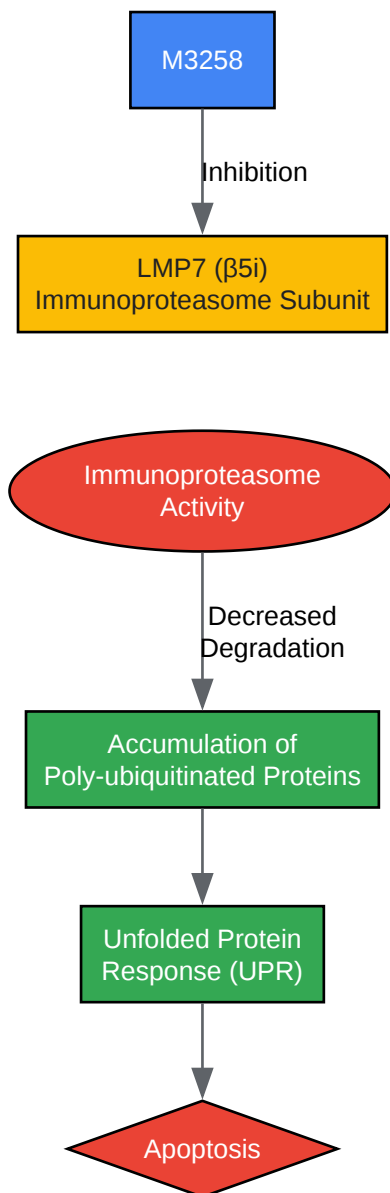 M3258
Inhibition
LMP7 (β5i)
Immunoproteasome Subunit
Immunoproteasome
Activity
Decreased
Degradation
Accumulation of
Poly-ubiquitinated Proteins
Unfolded Protein
Response (UPR)
Apoptosis